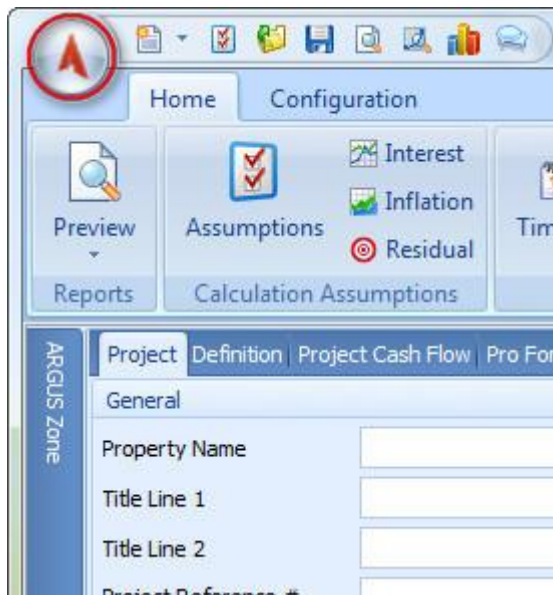 Home Configuration
Preview
Assumptions
Interest
Inflation
Residual
Reports
Calculation Assumptions
ARGUS Zone
Project Definition Project Cash Flow
General
Property Name
Title Line 1
Title Line 2